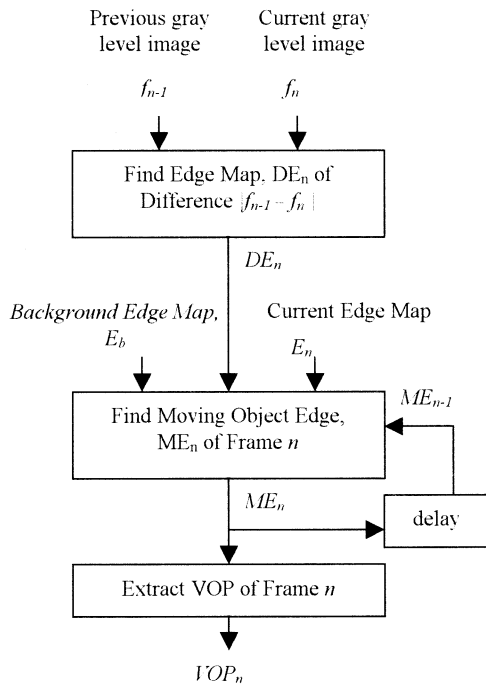 Previous gray level image
Current gray level image
fn-1
fn
Find Edge Map, DEn of
Difference |fn-1 - fn|
DEn
Background Edge Map,
Eb
Current Edge Map
En
Find Moving Object Edge,
MEn of Frame n
MEn-1
MEn
delay
Extract VOP of Frame n
VOPn